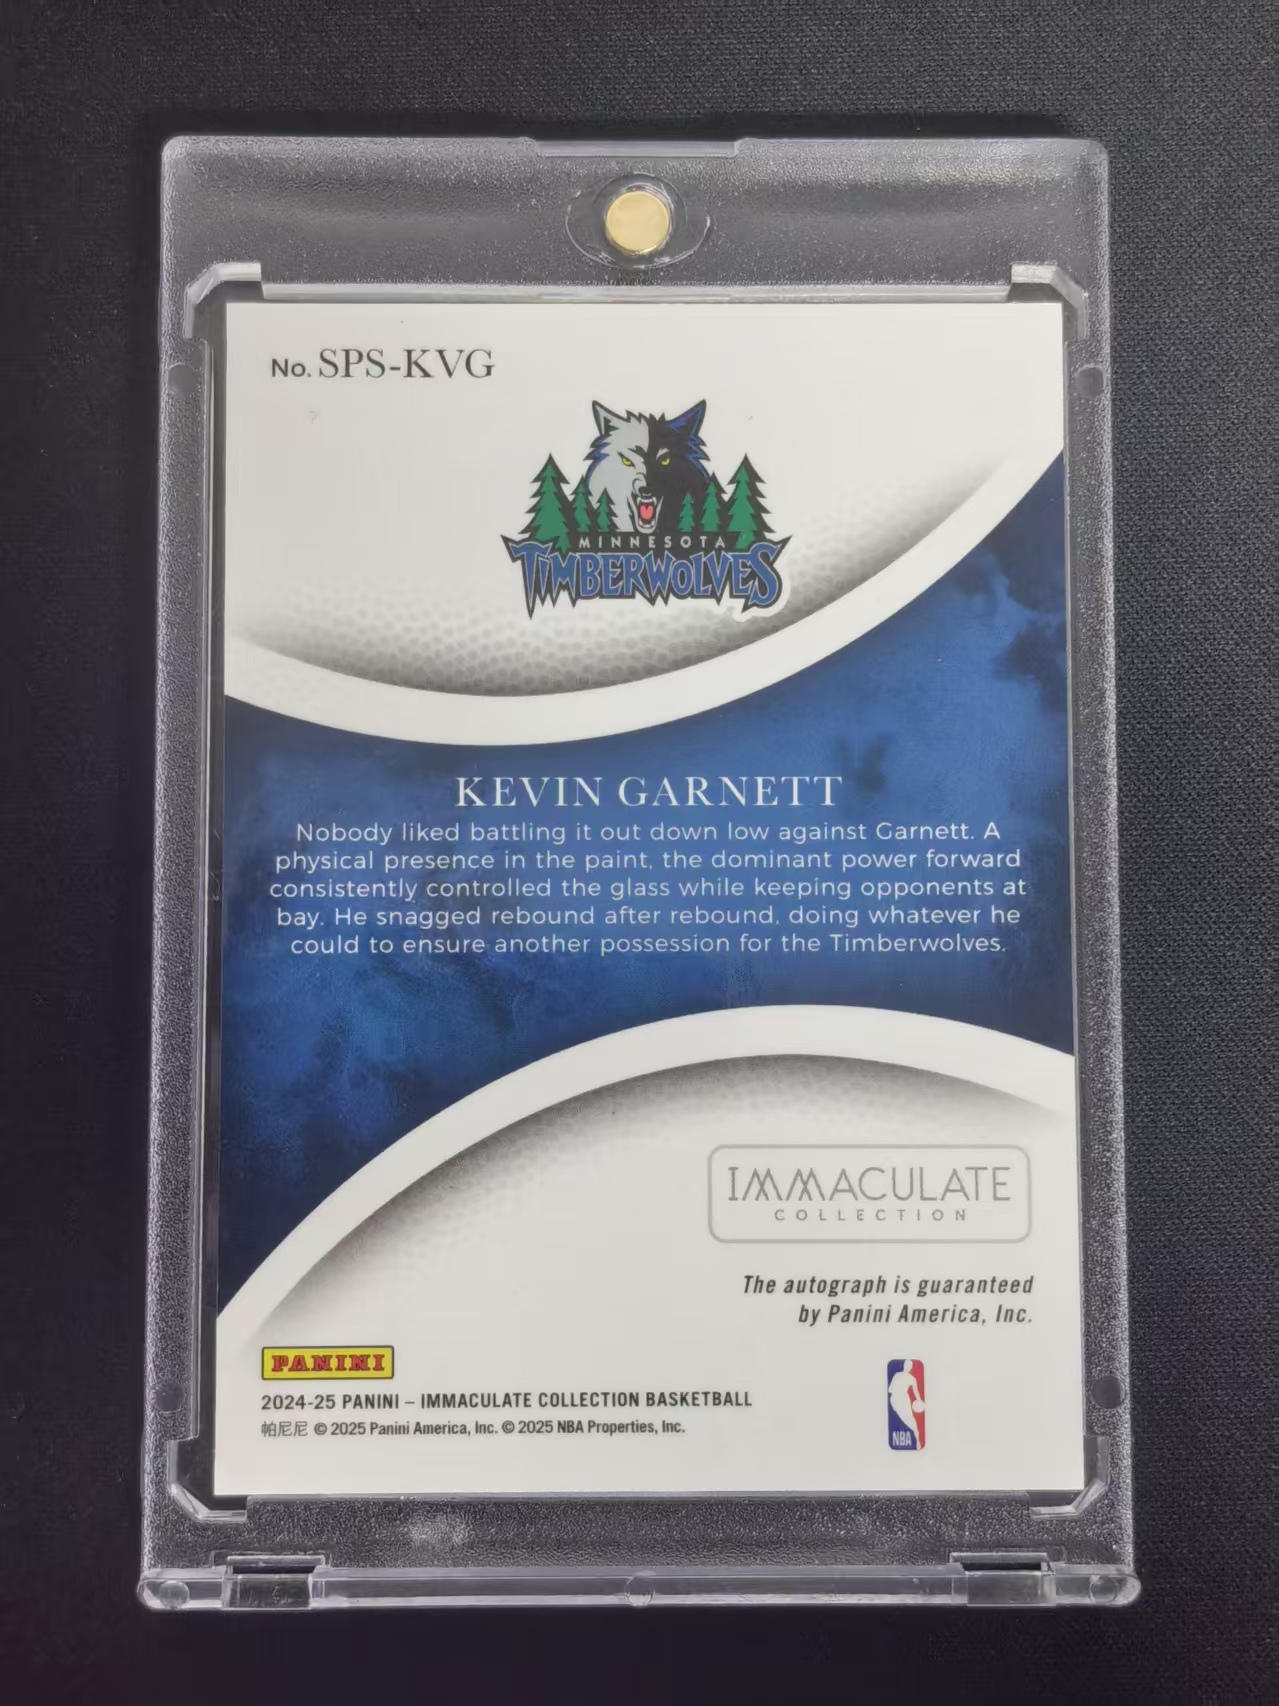 No. SPS-KVG
MINNESOTA
TIMBERWOLVES
KEVIN GARNETT
Nobody liked battling it out down low against Garnett. A
physical presence in the paint, the dominant power forward
consistently controlled the glass while keeping opponents at
bay. He snagged rebound after rebound, doing whatever he
could to ensure another possession for the Timberwolves.
IMMACULATE
COLLECTION
The autograph is guaranteed
by Panini America, Inc.
PANINI
2024-25 PANINI – IMMACULATE COLLECTION BASKETBALL
帕尼尼 © 2025 Panini America, Inc. © 2025 NBA Properties, Inc.
NBA